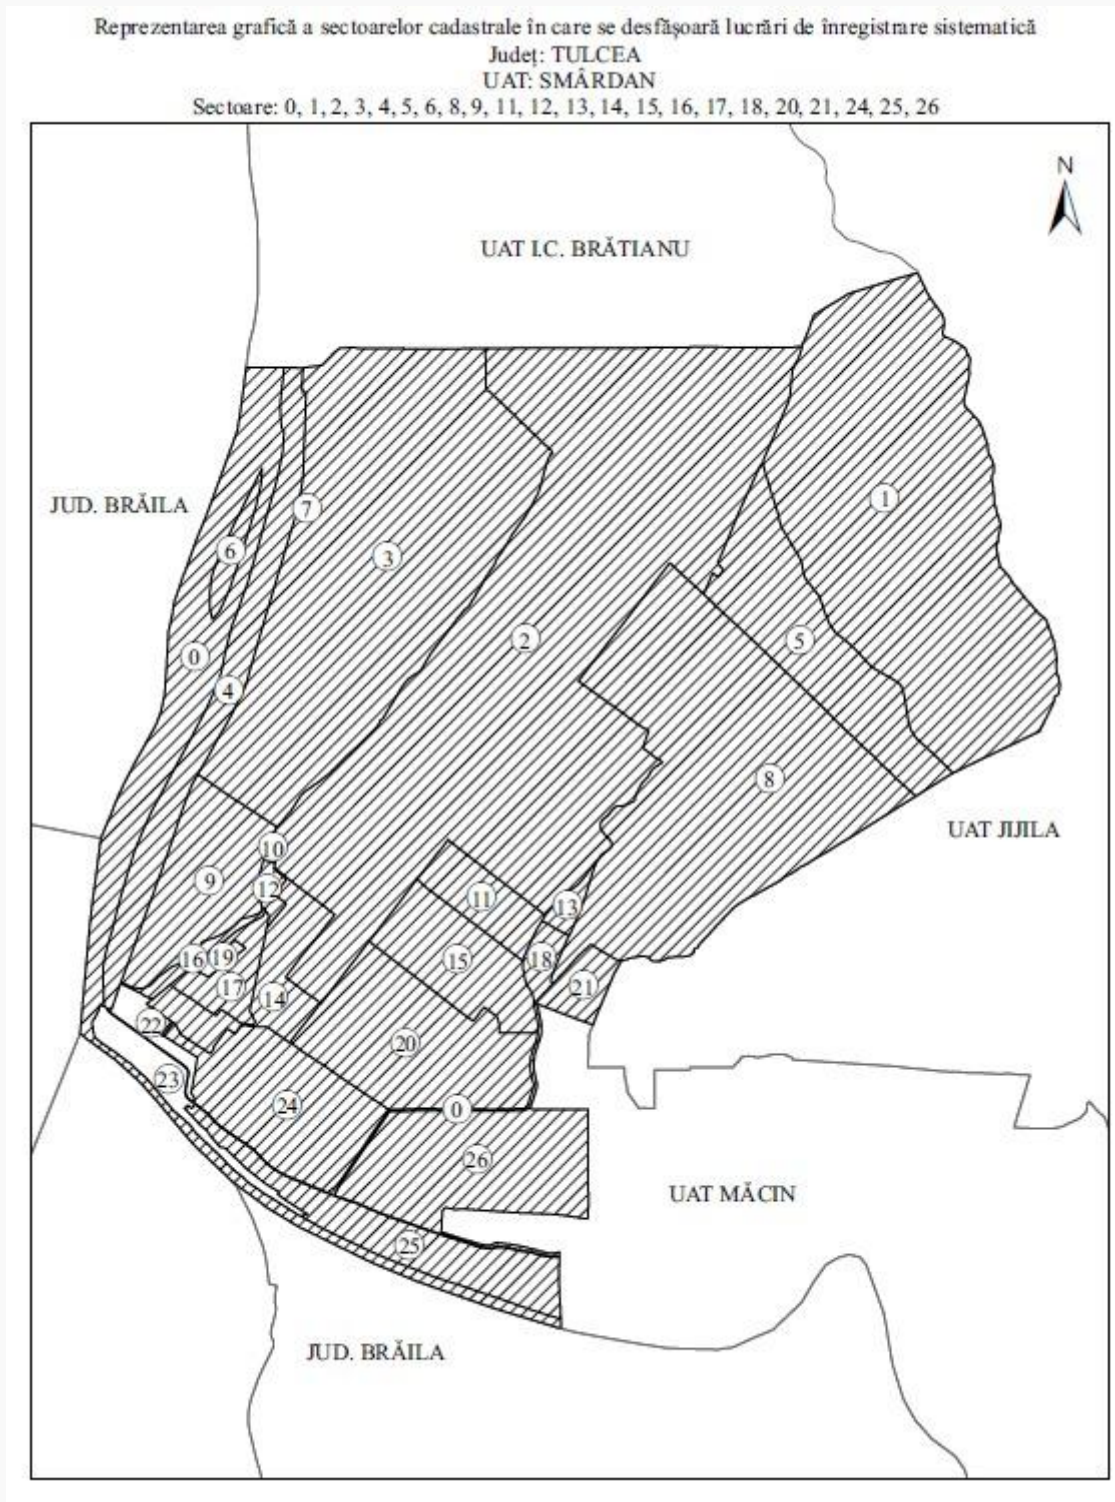 Reprezentarea grafică a sectoarelor cadastrale în care se desfășoară lucrări de înregistrare sistematică
Județ: TULCEA
UAT: SMÂRDAN
Sectoare: 0, 1, 2, 3, 4, 5, 6, 8, 9, 11, 12, 13, 14, 15, 16, 17, 18, 20, 21, 24, 25, 26
N
UAT I.C. BRĂTIANU
JUD. BRĂILA
1
7
6
3
2
5
0
4
8
UAT JIJILA
10
9
12
11
13
16
19
15
18
17
21
14
22
20
23
24
0
26
UAT MĂCIN
25
JUD. BRĂILA